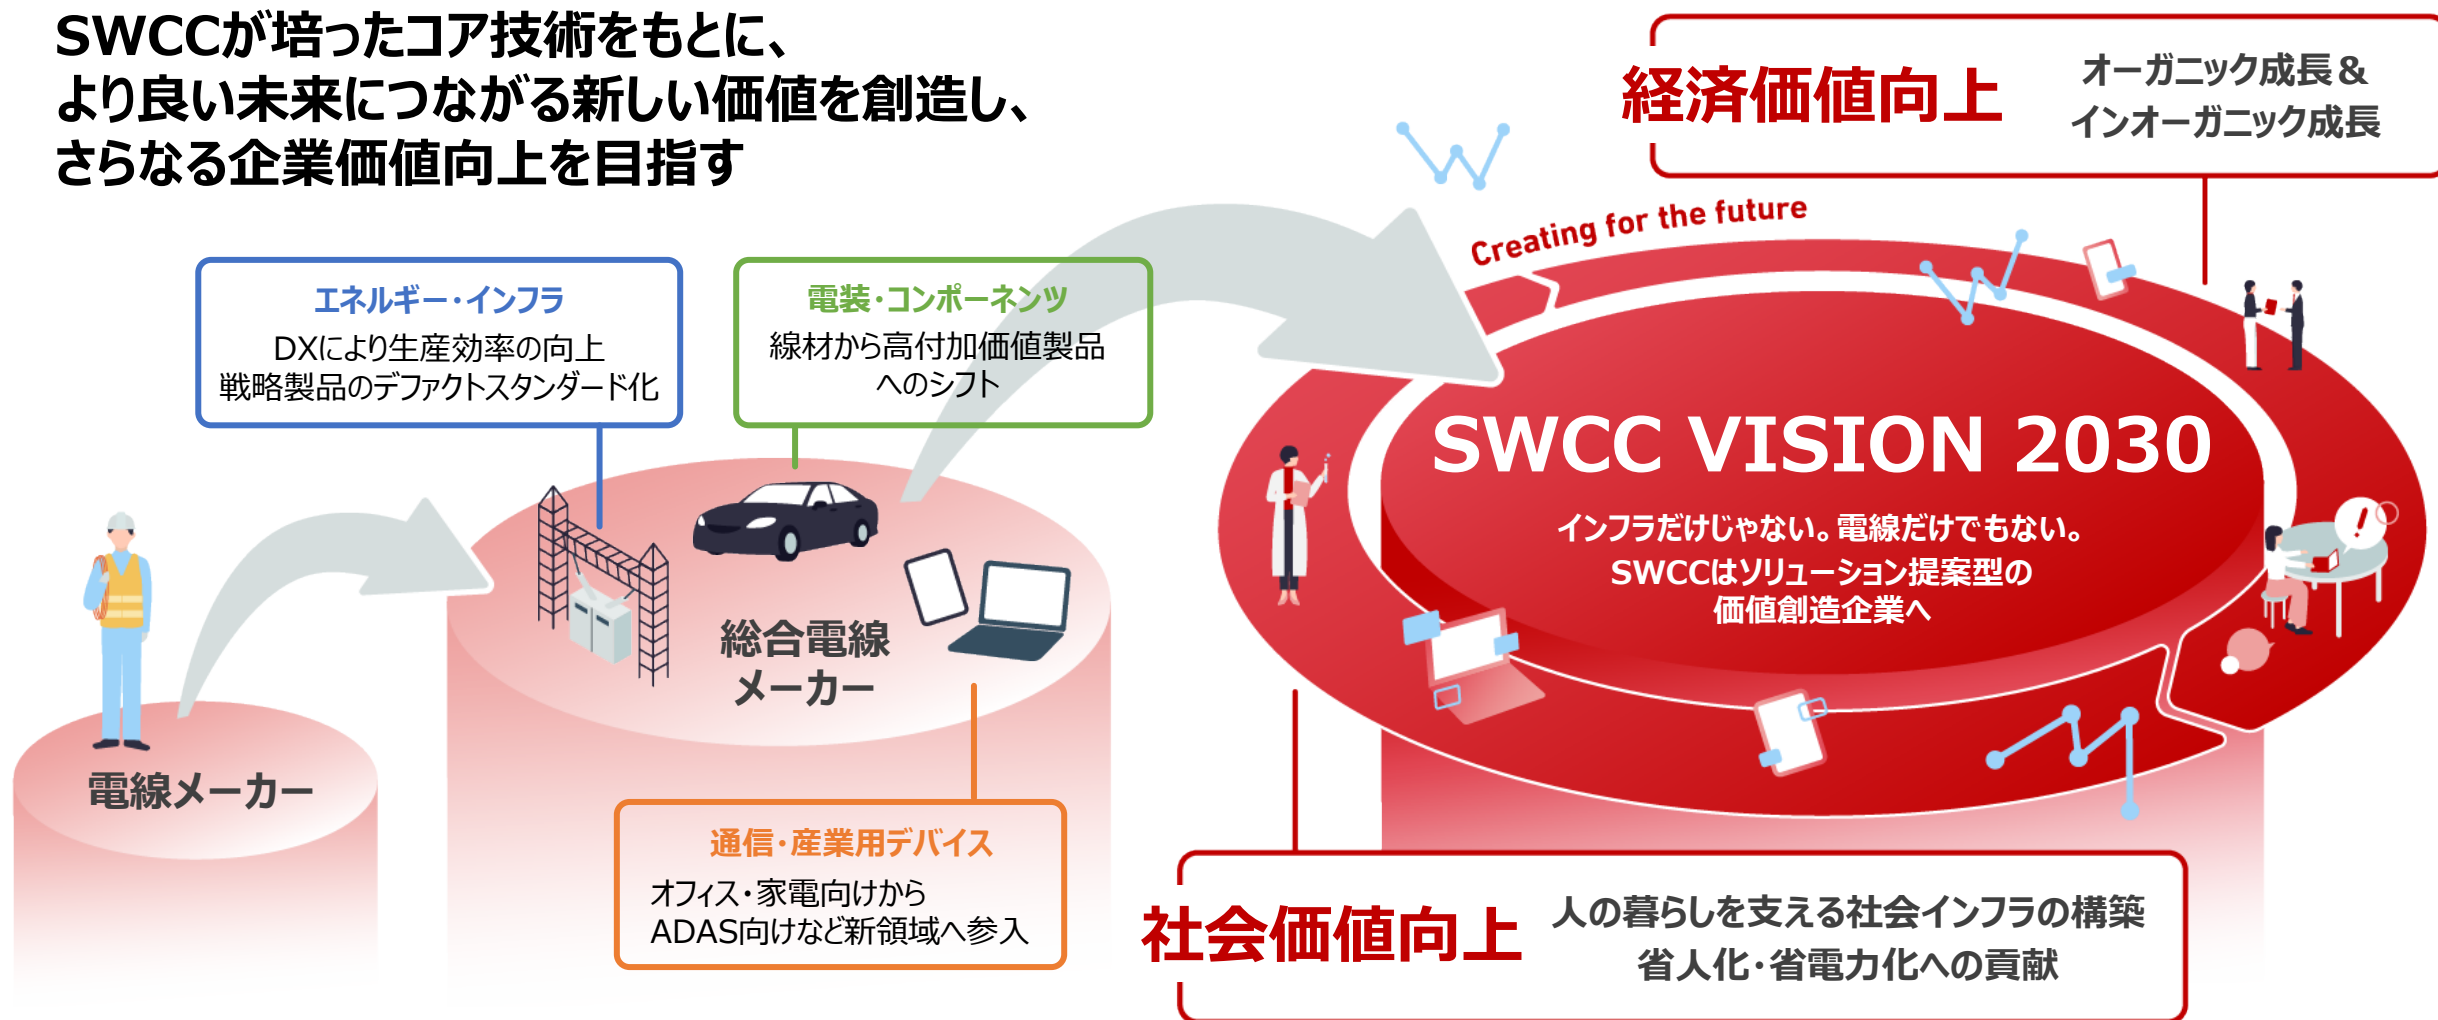 SWCCが培ったコア技術をもとに、
より良い未来につながる新しい価値を創造し、
さらなる企業価値向上を目指す
経済価値向上
オーガニック成長＆
インオーガニック成長
Creating for the future
エネルギー・インフラ
DXにより生産効率の向上
戦略製品のデファクトスタンダード化
電装・コンポーネンツ
線材から高付加価値製品
へのシフト
SWCC VISION 2030
インフラだけじゃない。電線だけでもない。
SWCCはソリューション提案型の
価値創造企業へ
総合電線
メーカー
電線メーカー
通信・産業用デバイス
オフィス・家電向けから
ADAS向けなど新領域へ参入
社会価値向上
人の暮らしを支える社会インフラの構築
省人化・省電力化への貢献
!